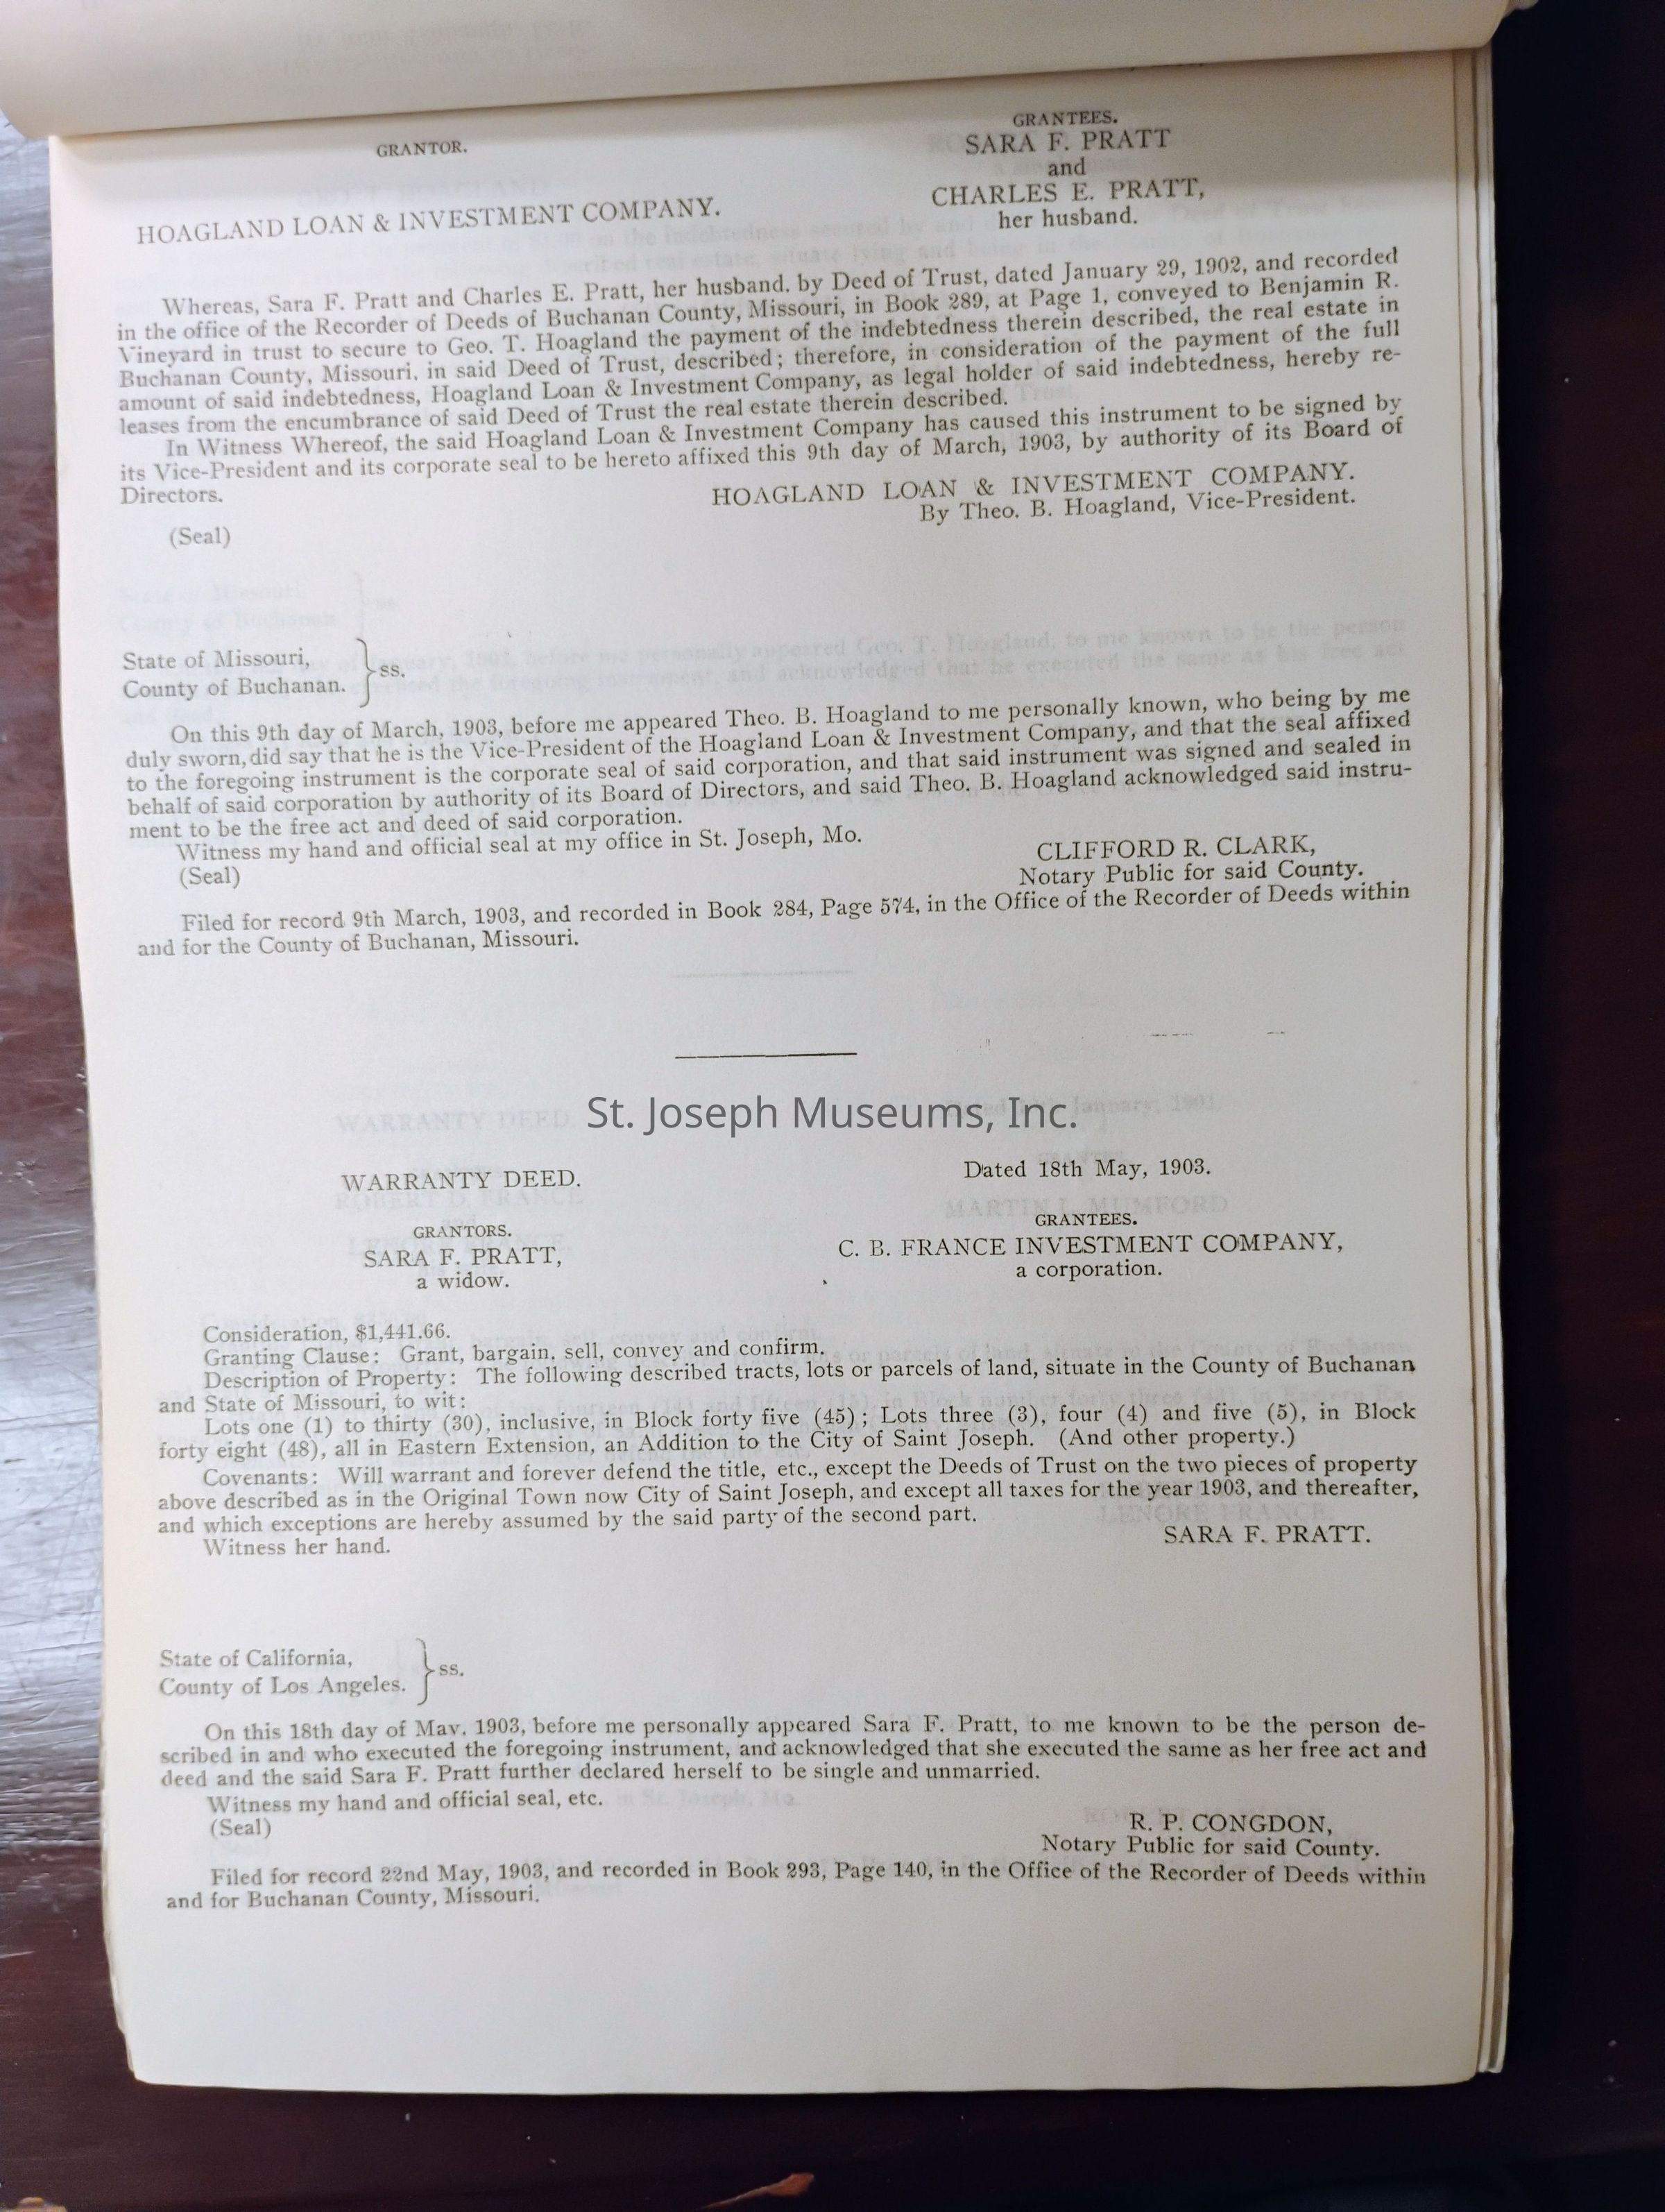 GRANTOR.
GRANTEES.
SARA F. PRATT
and
HOAGLAND LOAN & INVESTMENT COMPANY.
CHARLES E. PRATT,
her husband.
Whereas, Sara F. Pratt and Charles E. Pratt, her husband. by Deed of Trust, dated January 29, 1902, and recorded
in the office of the Recorder of Deeds of Buchanan County, Missouri, in Book 289, at Page 1, conveyed to Benjamin R.
Vineyard in trust to secure to Geo. T. Hoagland the payment of the indebtedness therein described, the real estate in
Buchanan County, Missouri. in said Deed of Trust, described; therefore, in consideration of the payment of the full
amount of said indebtedness, Hoagland Loan & Investment Company, as legal holder of said indebtedness, hereby re-
leases from the encumbrance of said Deed of Trust the real estate therein described.
In Witness Whereof, the said Hoagland Loan & Investment Company has caused this instrument to be signed by
its Vice-President and its corporate seal to be hereto affixed this 9th day of March, 1903, by authority of its Board of
Directors.
HOAGLAND LOAN & INVESTMENT COMPANY.
By Theo. B. Hoagland, Vice-President.
(Seal)
State of Missouri,
County of Buchanan. } ss.
On this 9th day of March, 1903, before me appeared Theo. B. Hoagland to me personally known, who being by me
duly sworn, did say that he is the Vice-President of the Hoagland Loan & Investment Company, and that the seal affixed
to the foregoing instrument is the corporate seal of said corporation, and that said instrument was signed and sealed in
behalf of said corporation by authority of its Board of Directors, and said Theo. B. Hoagland acknowledged said instru-
ment to be the free act and deed of said corporation.
Witness my hand and official seal at my office in St. Joseph, Mo.
(Seal)
CLIFFORD R. CLARK,
Notary Public for said County.
Filed for record 9th March, 1903, and recorded in Book 284, Page 574, in the Office of the Recorder of Deeds within
and for the County of Buchanan, Missouri.
St. Joseph Museums, Inc.
WARRANTY DEED.
Dated 18th May, 1903.
GRANTORS.
SARA F. PRATT,
a widow.
GRANTEES.
C. B. FRANCE INVESTMENT COMPANY,
a corporation.
Consideration, $1,441.66.
Granting Clause: Grant, bargain, sell, convey and confirm.
Description of Property: The following described tracts, lots or parcels of land, situate in the County of Buchanan
and State of Missouri, to wit:
Lots one (1) to thirty (30), inclusive, in Block forty five (45); Lots three (3), four (4) and five (5), in Block
forty eight (48), all in Eastern Extension, an Addition to the City of Saint Joseph. (And other property.)
Covenants: Will warrant and forever defend the title, etc., except the Deeds of Trust on the two pieces of property
above described as in the Original Town now City of Saint Joseph, and except all taxes for the year 1903, and thereafter,
and which exceptions are hereby assumed by the said party of the second part.
Witness her hand.
SARA F. PRATT.
State of California,
County of Los Angeles. } ss.
On this 18th day of May, 1903, before me personally appeared Sara F. Pratt, to me known to be the person de-
scribed in and who executed the foregoing instrument, and acknowledged that she executed the same as her free act and
deed and the said Sara F. Pratt further declared herself to be single and unmarried.
Witness my hand and official seal, etc.
(Seal)
R. P. CONGDON,
Notary Public for said County.
Filed for record 22nd May, 1903, and recorded in Book 293, Page 140, in the Office of the Recorder of Deeds within
and for Buchanan County, Missouri.